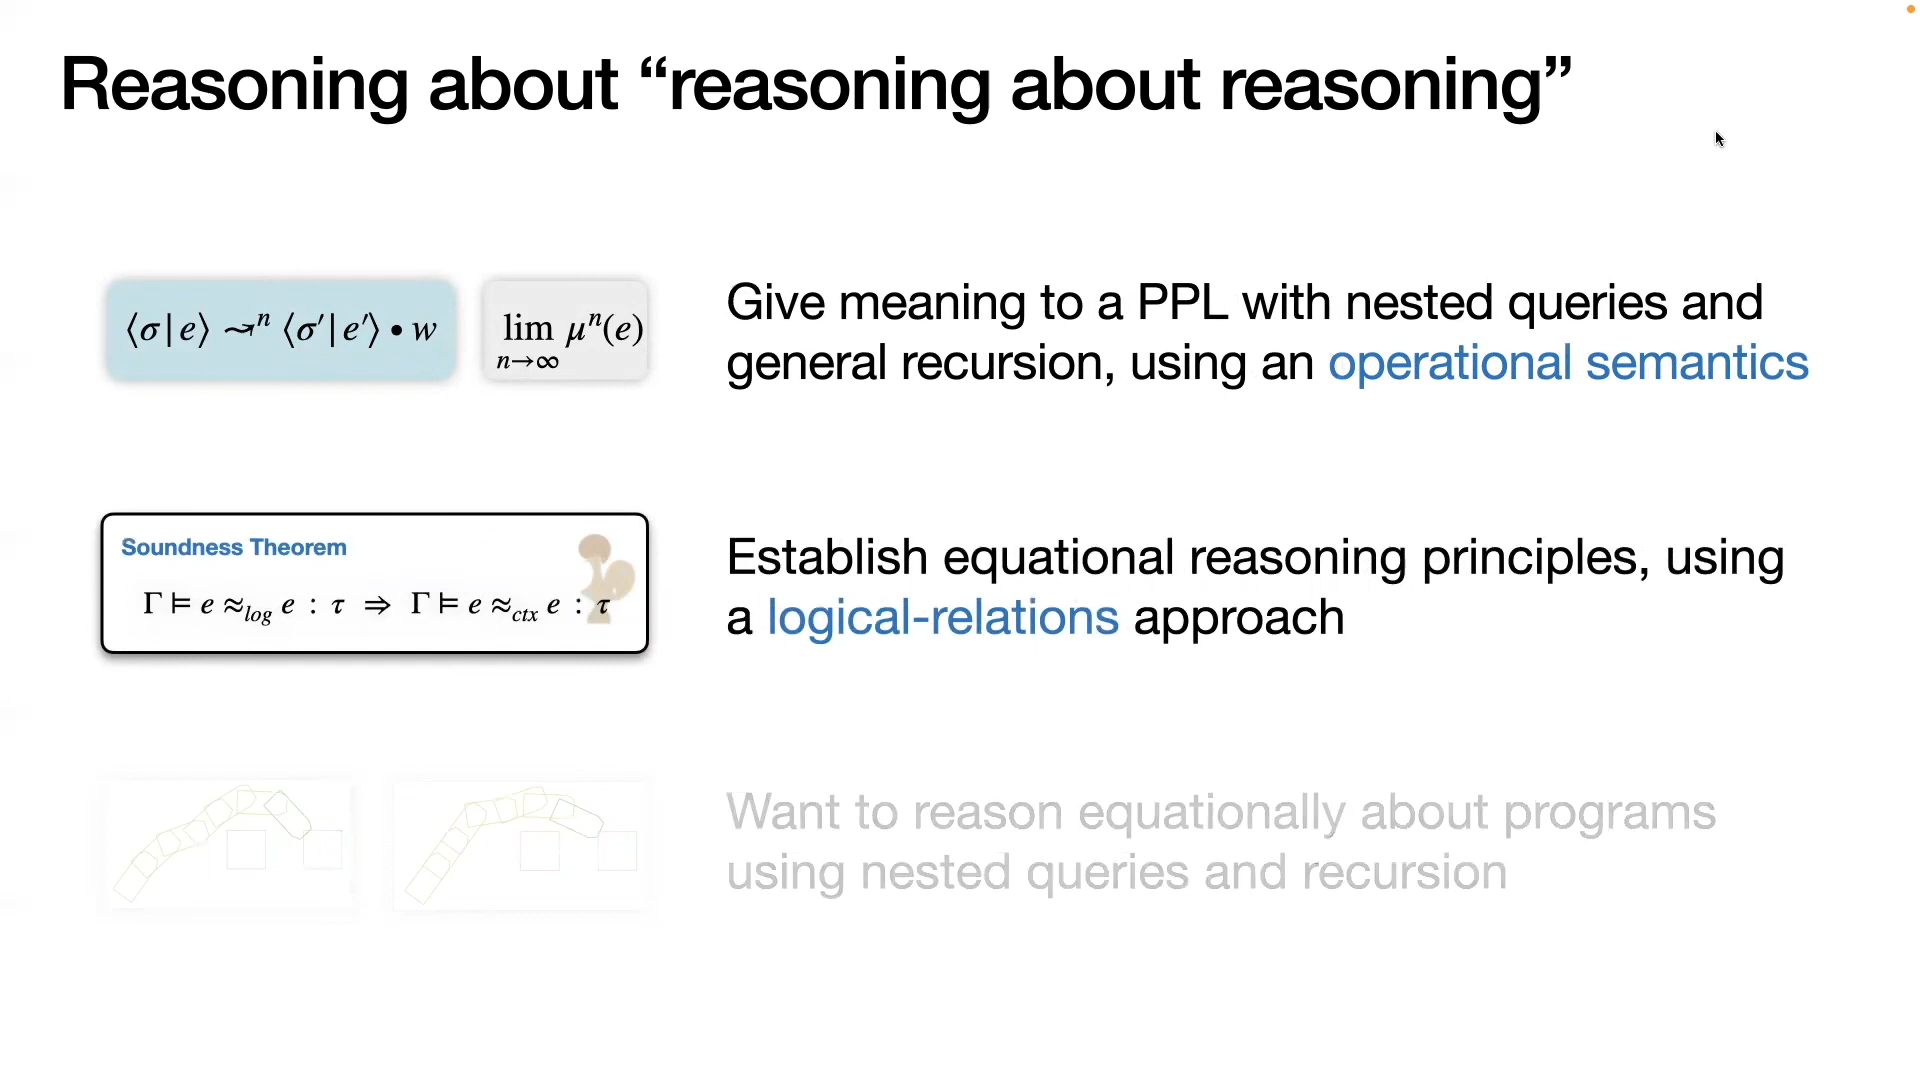 Reasoning about “reasoning about reasoning”
⟨σ|e⟩ ⤳ⁿ ⟨σ′|e′⟩ • w
lim μⁿ(e)
n→∞
Give meaning to a PPL with nested queries and
general recursion, using an operational semantics
Soundness Theorem
Γ ⊨ e ≈log e : τ ⇒ Γ ⊨ e ≈ctx e : τ
Establish equational reasoning principles, using
a logical-relations approach
Want to reason equationally about programs
using nested queries and recursion